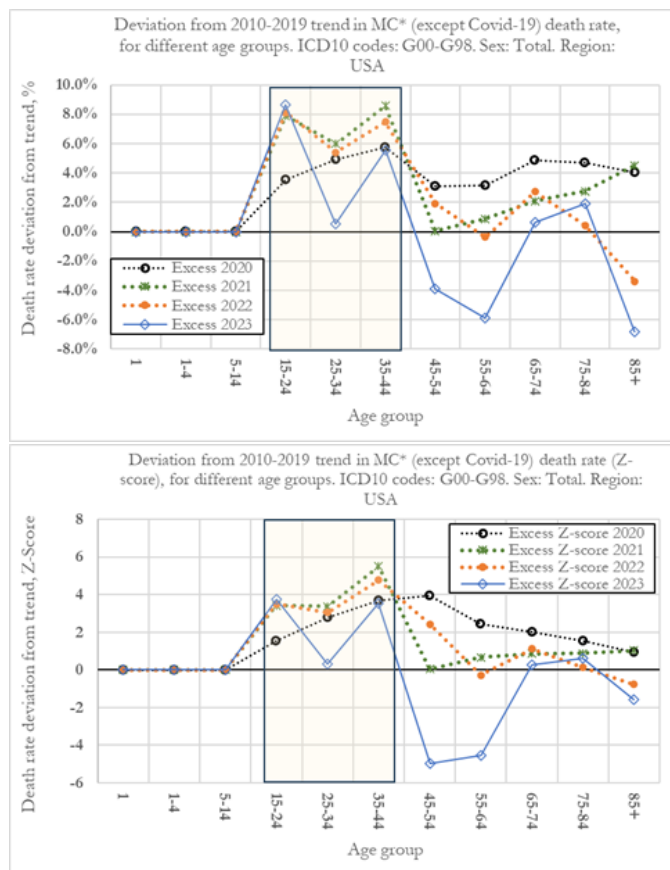 Deviation from 2010-2019 trend in MC* (except Covid-19) death rate,
for different age groups. ICD10 codes: G00-G98. Sex: Total. Region:
USA
Death rate deviation from trend, %
10.0%
8.0%
6.0%
4.0%
2.0%
0.0%
-2.0%
-4.0%
-6.0%
-8.0%
Excess 2020
Excess 2021
Excess 2022
Excess 2023
1
1-4
5-14
15-24
25-34
35-44
45-54
55-64
65-74
75-84
85+
Age group
Deviation from 2010-2019 trend in MC* (except Covid-19) death rate (Z-
score), for different age groups. ICD10 codes: G00-G98. Sex: Total. Region:
USA
Death rate deviation from trend, Z-Score
8
6
4
2
0
-2
-4
-6
Excess Z-score 2020
Excess Z-score 2021
Excess Z-score 2022
Excess Z-score 2023
1
1-4
5-14
15-24
25-34
35-44
45-54
55-64
65-74
75-84
85+
Age group